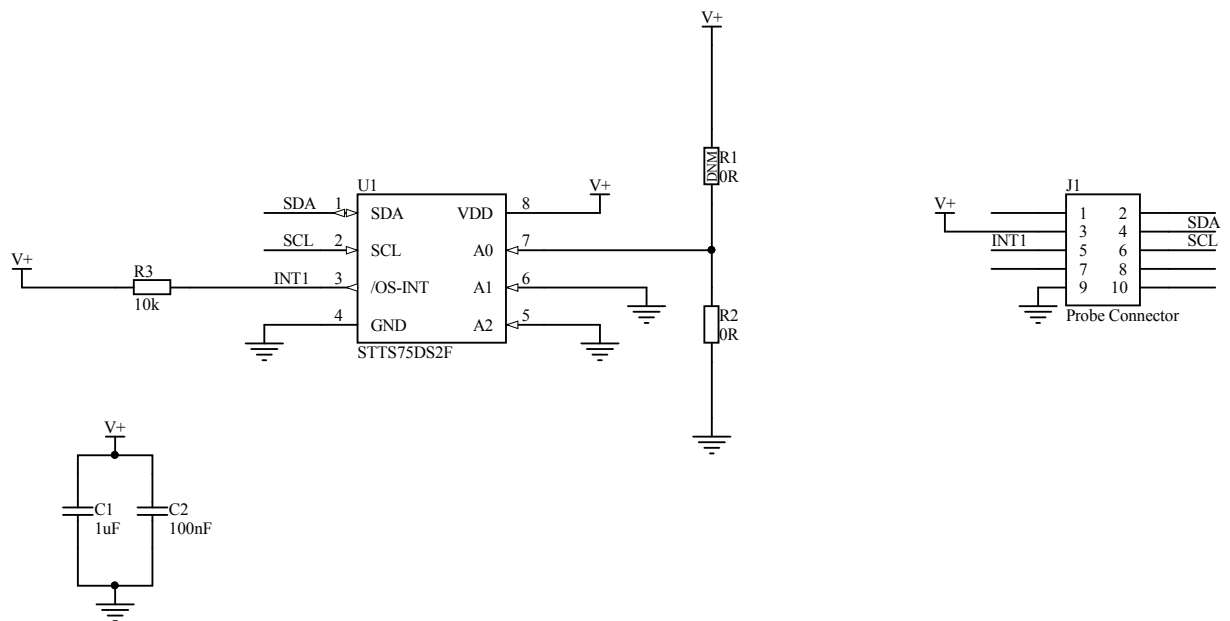 V+
DNM
R1
0R
U1
V+
SDA 1 SDA VDD 8
SCL 2 SCL A0 7
V+
R3
10k
INT1 3 /OS-INT A1 6
4 GND A2 5
STTS75DS2F
R2
0R
J1
V+
1 2
3 4 SDA
INT1 5 6 SCL
7 8
9 10
Probe Connector
V+
C1
1uF
C2
100nF